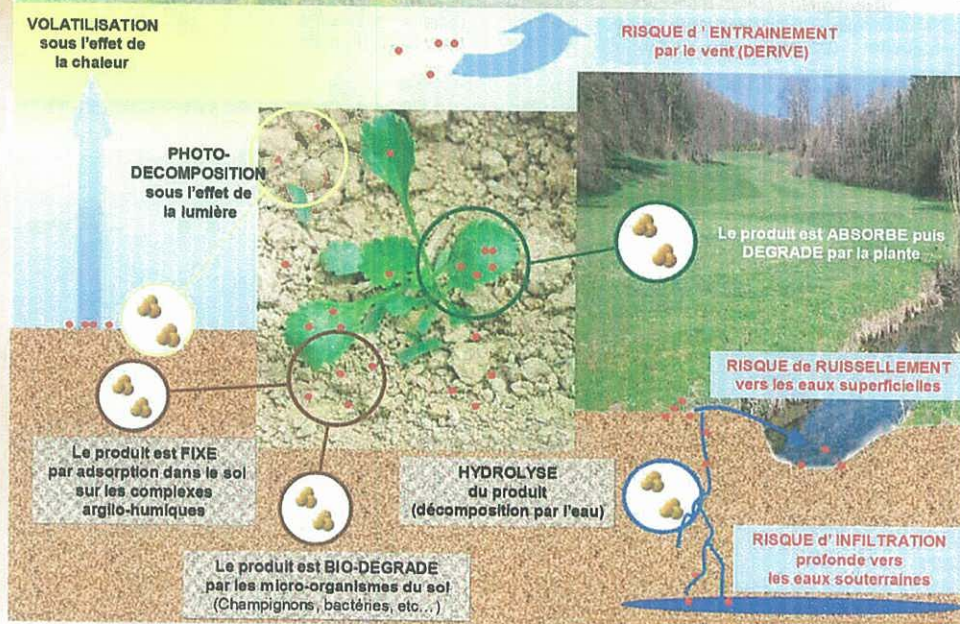 VOLATILISATION
sous l'effet de
la chaleur
RISQUE d ' ENTRAINEMENT
par le vent (DERIVE)
PHOTO-
DECOMPOSITION
sous l'effet de
la lumière
Le produit est ABSORBE puis
DEGRADE par la plante
RISQUE de RUISSELLEMENT
vers les eaux superficielles
Le produit est FIXE
par adsorption dans le sol
sur les complexes
argilo-humiques
HYDROLYSE
du produit
(décomposition par l'eau)
Le produit est BIO-DEGRADE
par les micro-organismes du sol
(Champignons, bactéries, etc...)
RISQUE d' INFILTRATION
profonde vers
les eaux souterraines